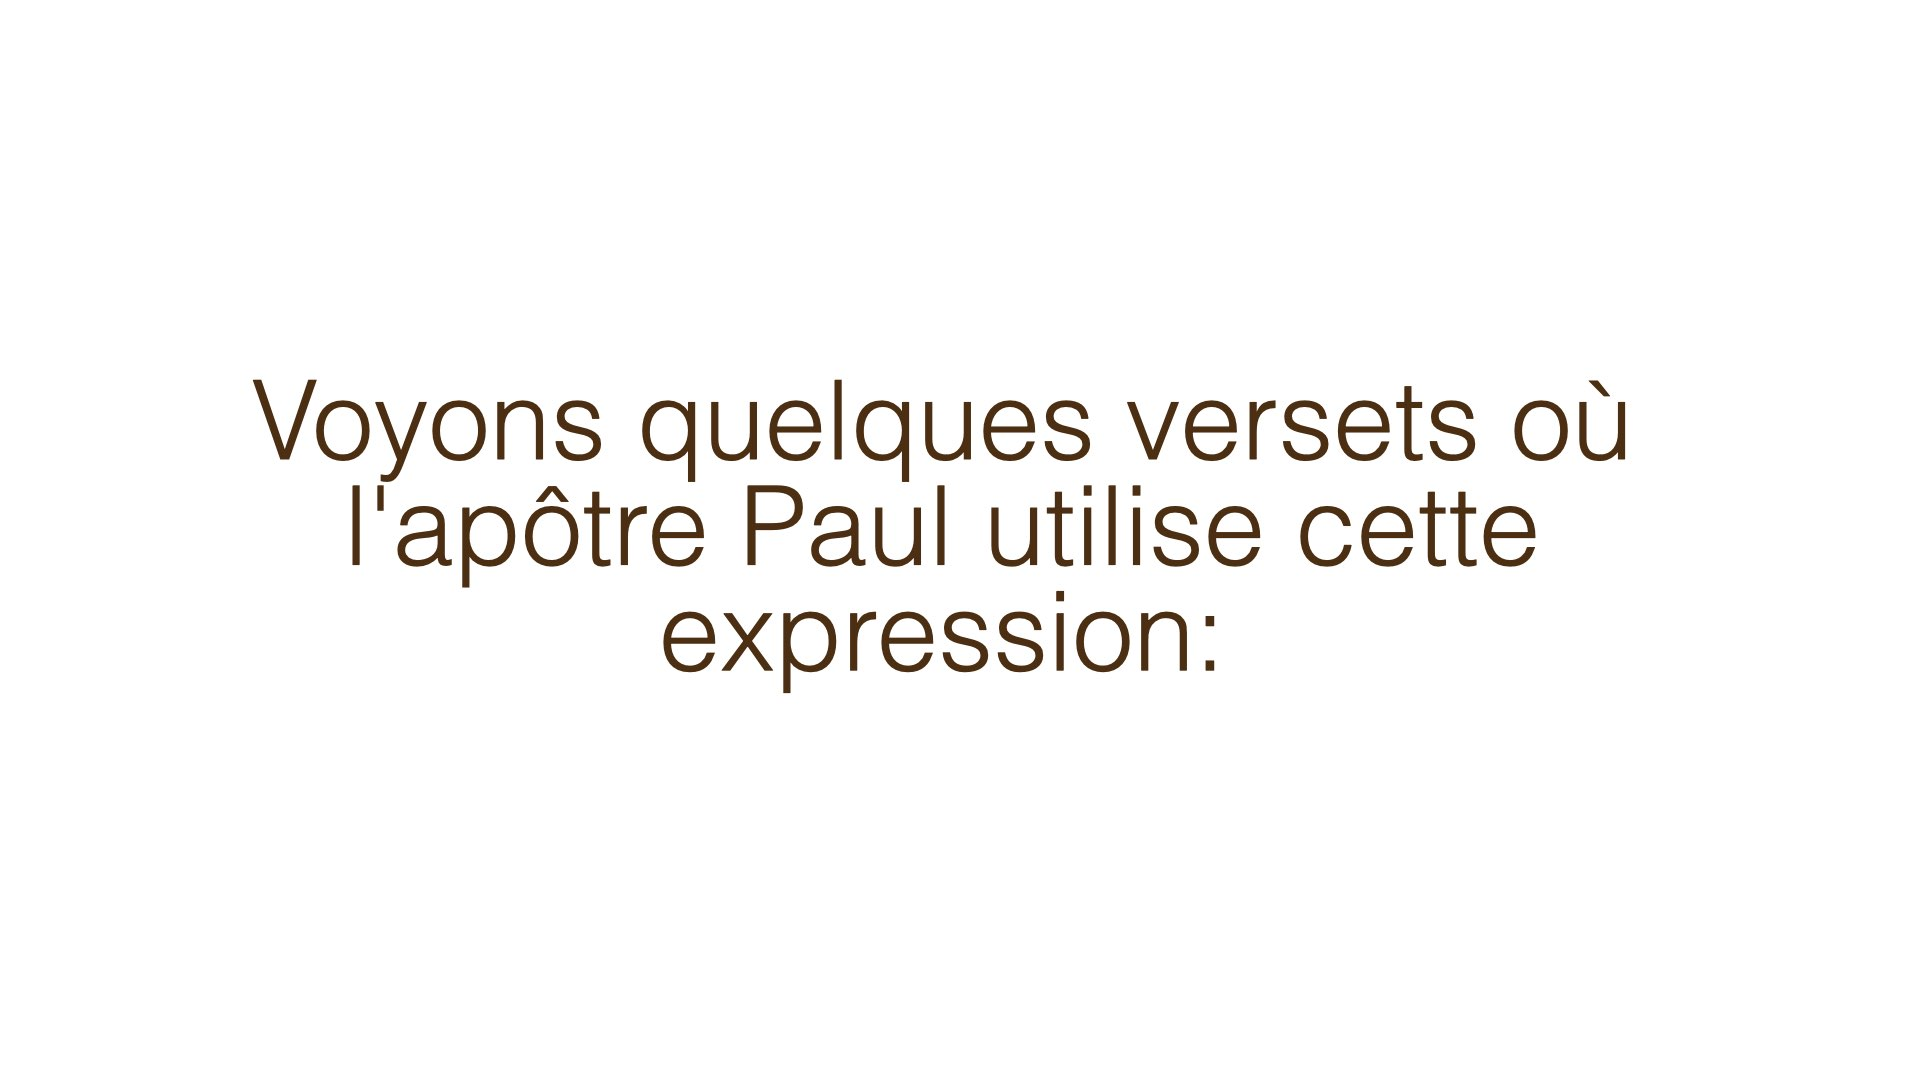 Voyons quelques versets où
l'apôtre Paul utilise cette
expression: